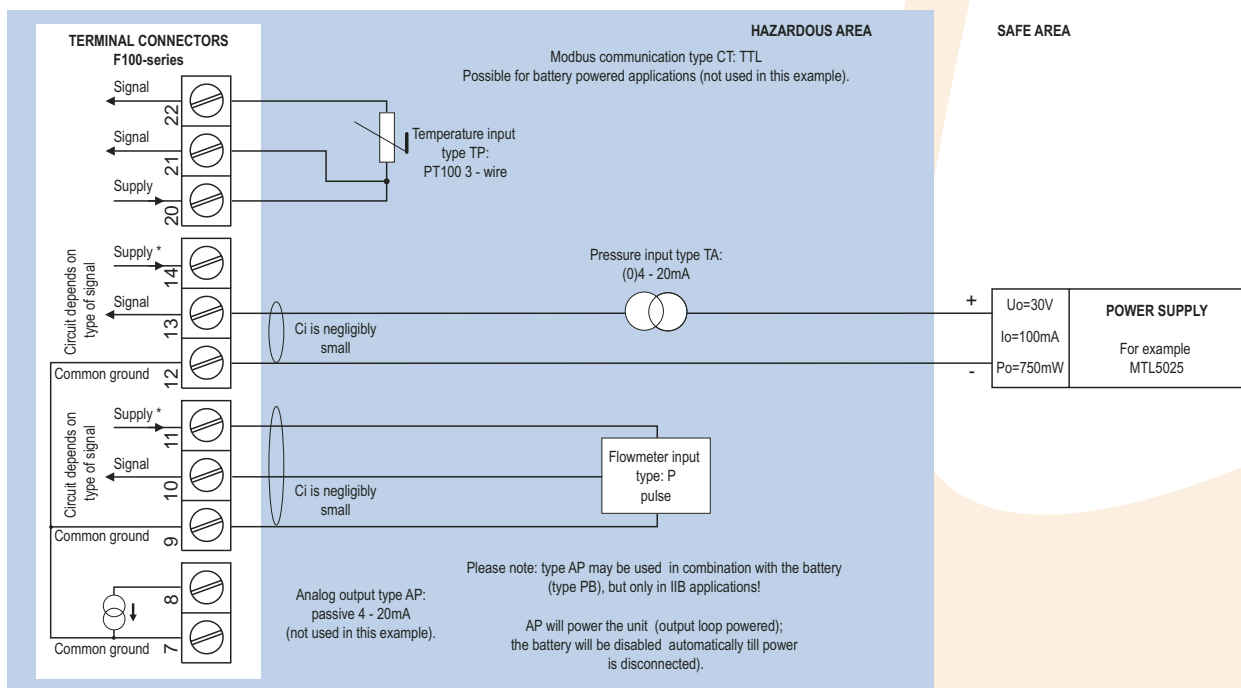 TERMINAL CONNECTORS
F100-series
HAZARDOUS AREA
SAFE AREA
Modbus communication type CT: TTL
Possible for battery powered applications (not used in this example).
Signal
22
Signal
21
Supply
20
Temperature input
type TP:
PT100 3 - wire
Circuit depends on
type of signal
Supply *
14
Signal
13
Common ground
12
Ci is negligibly
small
Pressure input type TA:
(0)4 - 20mA
+
-
Uo=30V
Io=100mA
Po=750mW
POWER SUPPLY
For example
MTL5025
Circuit depends on
type of signal
Supply *
11
Signal
10
Common ground
9
Ci is negligibly
small
Flowmeter input
type: P
pulse
8
Common ground
7
Analog output type AP:
passive 4 - 20mA
(not used in this example).
Please note: type AP may be used in combination with the battery
(type PB), but only in IIB applications!
AP will power the unit (output loop powered);
the battery will be disabled automatically till power
is disconnected).